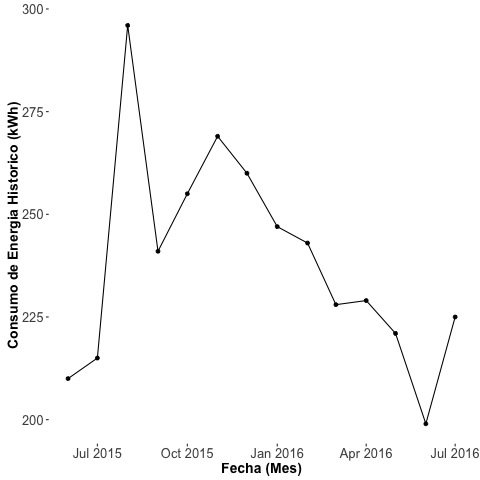 Consumo de Energia Historico (kWh)
300
275
250
225
200
Jul 2015 Oct 2015 Jan 2016 Apr 2016 Jul 2016
Fecha (Mes)